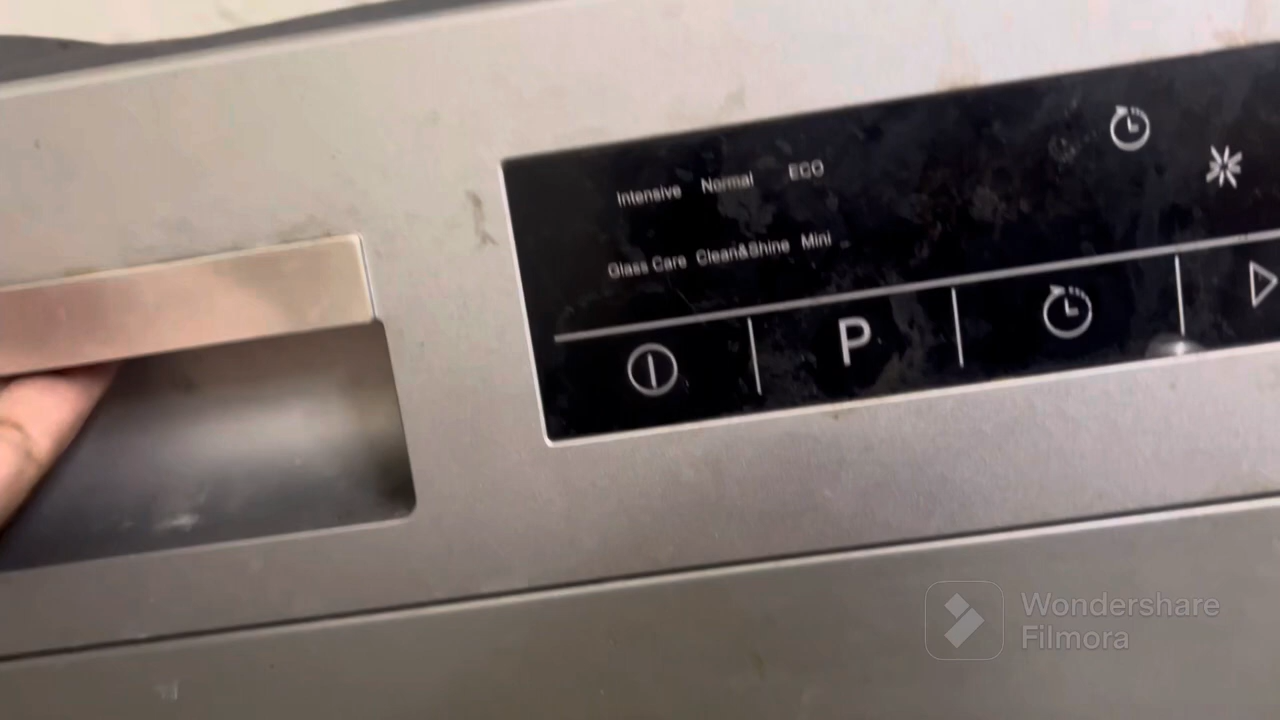 Intensive Normal ECO
Glass Care Clean&Shine Mini
P
Wondershare
Filmora